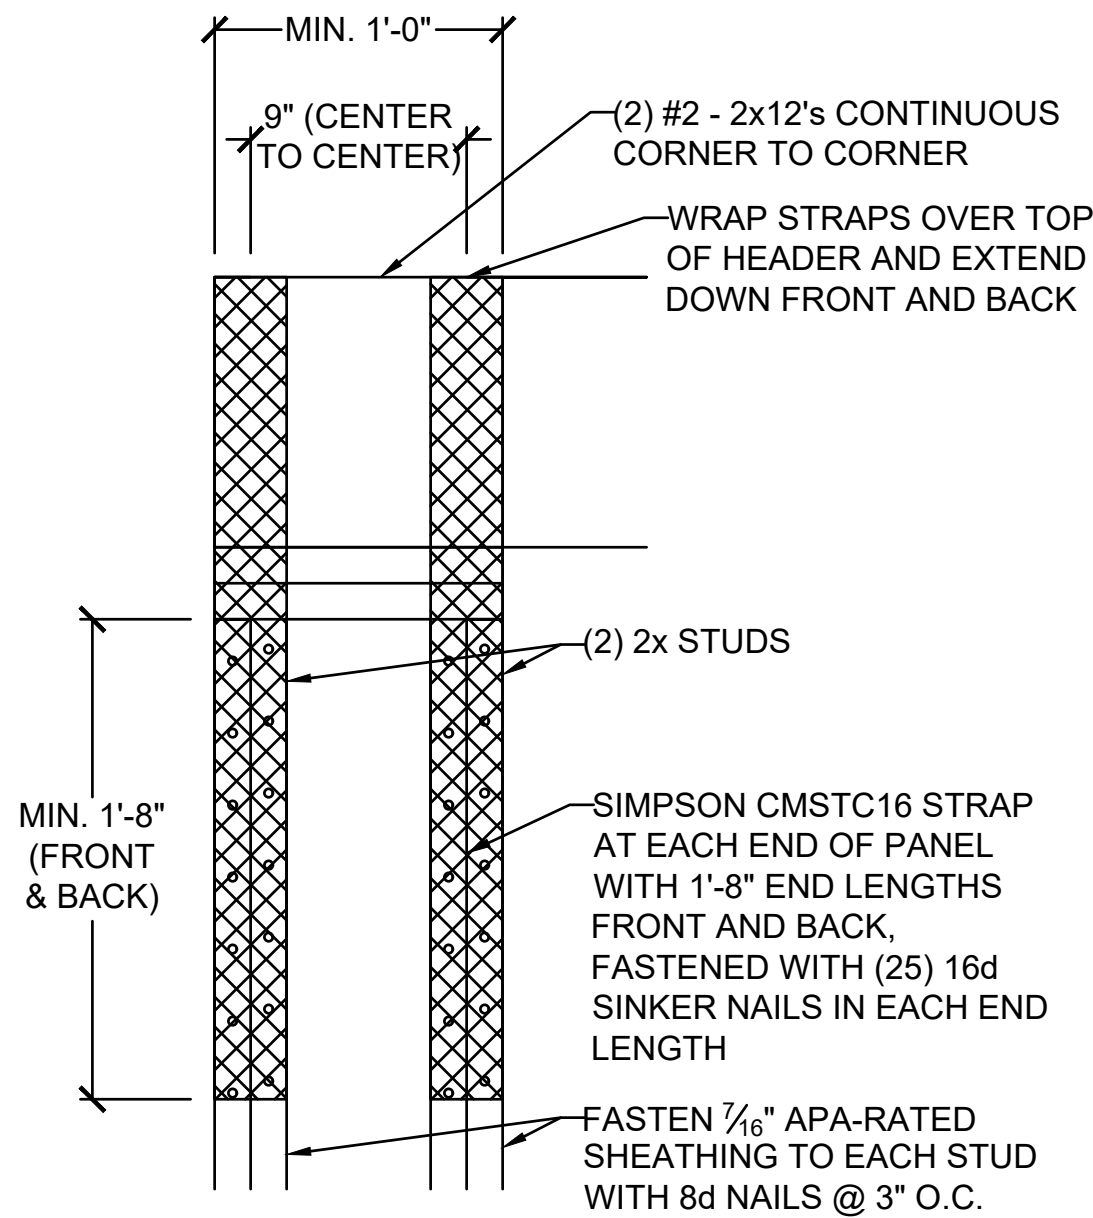 MIN. 1'-0"
9" (CENTER
TO CENTER)
(2) #2 - 2x12's CONTINUOUS
CORNER TO CORNER
WRAP STRAPS OVER TOP
OF HEADER AND EXTEND
DOWN FRONT AND BACK
(2) 2x STUDS
MIN. 1'-8"
(FRONT
& BACK)
SIMPSON CMSTC16 STRAP
AT EACH END OF PANEL
WITH 1'-8" END LENGTHS
FRONT AND BACK,
FASTENED WITH (25) 16d
SINKER NAILS IN EACH END
LENGTH
FASTEN 7/16" APA-RATED
SHEATHING TO EACH STUD
WITH 8d NAILS @ 3" O.C.